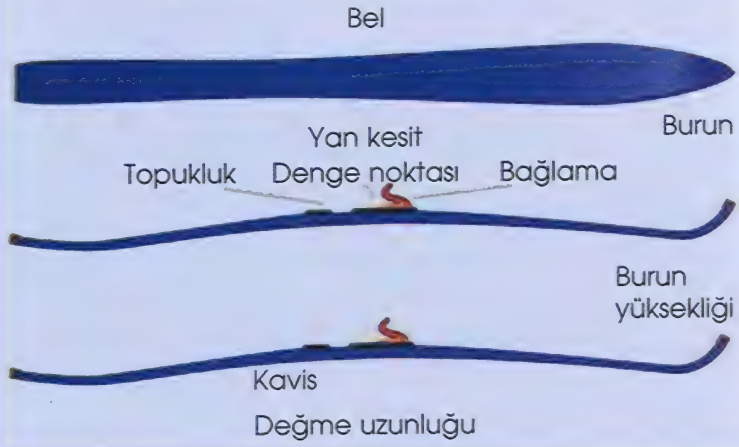 Bel
Burun
Yan kesit
Topukluk Denge noktası Bağlama
Burun
yüksekliği
Kavis
Değme uzunluğu